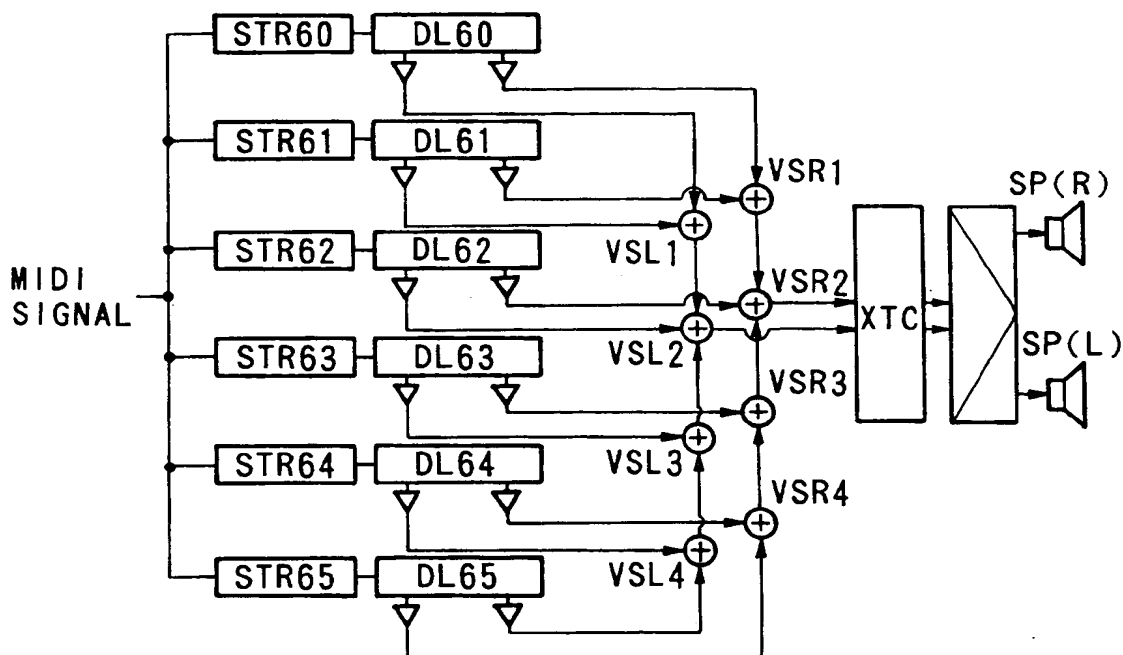 STR60
DL60
STR61
DL61
VSR1
SP(R)
VSL1
STR62
DL62
MIDI
SIGNAL
VSR2
XTC
STR63
DL63
VSL2
SP(L)
VSR3
VSL3
STR64
DL64
VSR4
STR65
DL65
VSL4